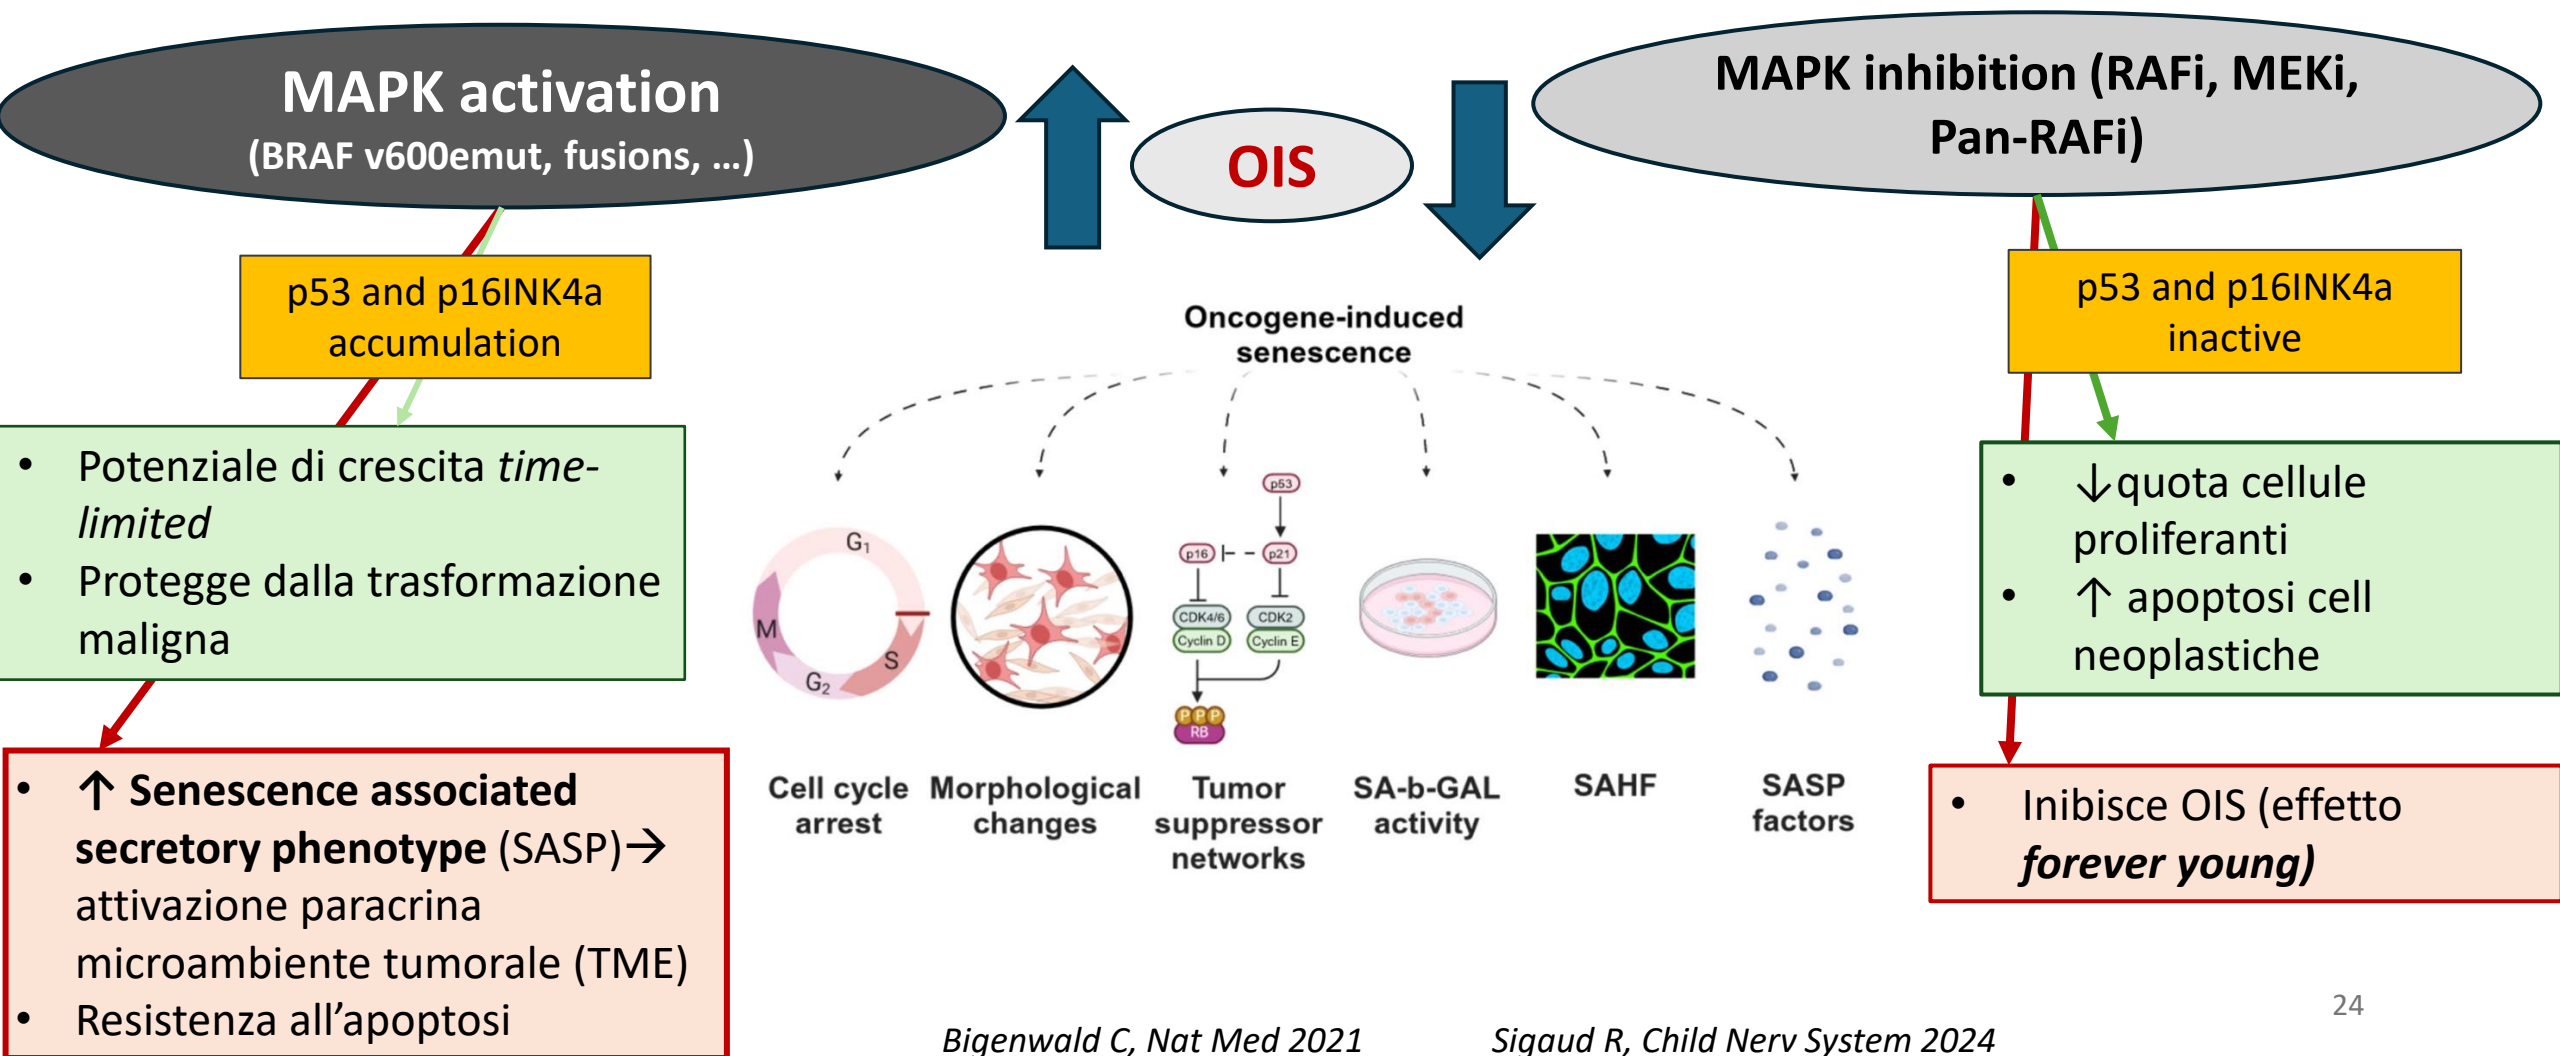 MAPK activation
(BRAF v600emut, fusions, ...)
OIS
MAPK inhibition (RAFi, MEKi,
Pan-RAFi)
p53 and p16INK4a
accumulation
p53 and p16INK4a
inactive
• Potenziale di crescita time-
limited
• Protegge dalla trasformazione
maligna
• ↑ Senescence associated
secretory phenotype (SASP)→
attivazione paracrina
microambiente tumorale (TME)
• Resistenza all'apoptosi
Oncogene-induced
senescence
G1
S
G2
M
p53
p16
p21
CDK4/6
Cyclin D
CDK2
Cyclin E
P P P
RB
Cell cycle
arrest
Morphological
changes
Tumor
suppressor
networks
SA-b-GAL
activity
SAHF
SASP
factors
• ↓quota cellule
proliferanti
• ↑ apoptosi cell
neoplastiche
• Inibisce OIS (effetto
forever young)
Bigenwald C, Nat Med 2021
Sigaud R, Child Nerv System 2024
24